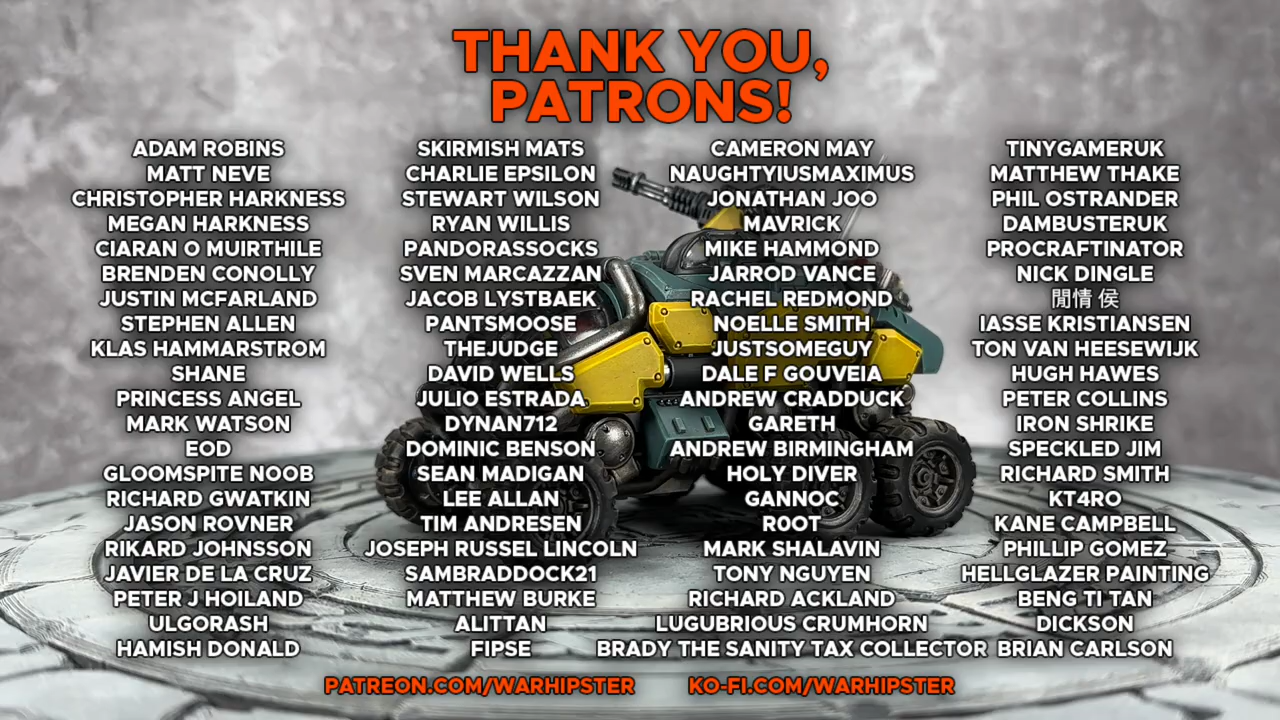 THANK YOU,
PATRONS!
ADAM ROBINS
MATT NEVE
CHRISTOPHER HARKNESS
MEGAN HARKNESS
CIARAN O MUIRTHILE
BRENDEN CONOLLY
JUSTIN MCFARLAND
STEPHEN ALLEN
KLAS HAMMARSTROM
SHANE
PRINCESS ANGEL
MARK WATSON
EOD
GLOOMSPITE NOOB
RICHARD GWATKIN
JASON ROVNER
RIKARD JOHNSSON
JAVIER DE LA CRUZ
PETER J HOILAND
ULGORASH
HAMISH DONALD
SKIRMISH MATS
CHARLIE EPSILON
STEWART WILSON
RYAN WILLIS
PANDORASSOCKS
SVEN MARCAZZAN
JACOB LYSTBAEK
PANTSMOOSE
THEJUDGE
DAVID WELLS
JULIO ESTRADA
DYNAN712
DOMINIC BENSON
SEAN MADIGAN
LEE ALLAN
TIM ANDRESEN
JOSEPH RUSSEL LINCOLN
SAMBRADDOCK21
MATTHEW BURKE
ALITTAN
FIPSE
CAMERON MAY
NAUGHTYIUSMAXIMUS
JONATHAN JOO
MAVRICK
MIKE HAMMOND
JARROD VANCE
RACHEL REDMOND
NOELLE SMITH
JUSTSOMEGUY
DALE F GOUVEIA
ANDREW CRADDUCK
GARETH
ANDREW BIRMINGHAM
HOLY DIVER
GANNOC
R0OT
MARK SHALAVIN
TONY NGUYEN
RICHARD ACKLAND
LUGUBRIOUS CRUMHORN
BRADY THE SANITY TAX COLLECTOR
TINYGAMERUK
MATTHEW THAKE
PHIL OSTRANDER
DAMBUSTERUK
PROCRAFTINATOR
NICK DINGLE
閒情 侯
IASSE KRISTIANSEN
TON VAN HEESEWIJK
HUGH HAWES
PETER COLLINS
IRON SHRIKE
SPECKLED JIM
RICHARD SMITH
KT4RO
KANE CAMPBELL
PHILLIP GOMEZ
HELLGLAZER PAINTING
BENG TI TAN
DICKSON
BRIAN CARLSON
PATREON.COM/WARHIPSTER
KO-FI.COM/WARHIPSTER